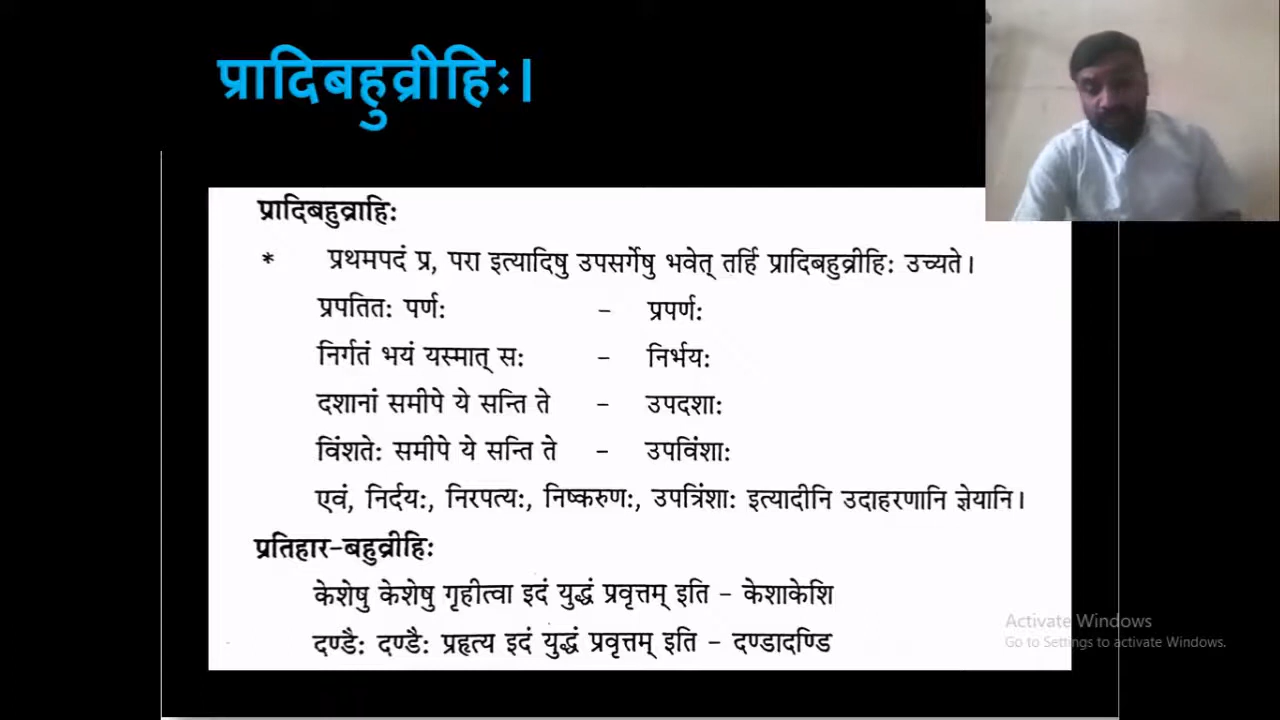 प्रादिबहुव्रीहिः।
प्रादिबहुव्राहिः
* प्रथमपदं प्र, परा इत्यादिषु उपसर्गेषु भवेत् तर्हि प्रादिबहुव्रीहिः उच्यते।
प्रपतितः पर्णः – प्रपर्णः
निर्गतं भयं यस्मात् सः – निर्भयः
दशानां समीपे ये सन्ति ते – उपदशाः
विंशतेः समीपे ये सन्ति ते – उपविंशाः
एवं, निर्दयः, निरपत्यः, निष्करुणः, उपत्रिंशाः इत्यादीनि उदाहरणानि ज्ञेयानि।
प्रतिहार-बहुव्रीहिः
केशेषु केशेषु गृहीत्वा इदं युद्धं प्रवृत्तम् इति – केशाकेशि
दण्डैः दण्डैः प्रहृत्य इदं युद्धं प्रवृत्तम् इति – दण्डादण्डि
Activate Windows
Go to Settings to activate Windows.